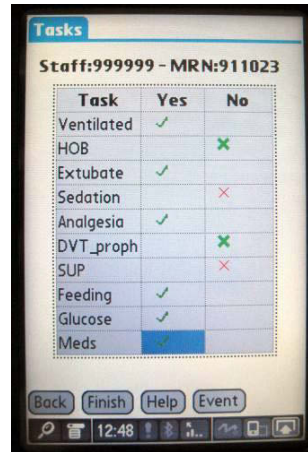 Tasks
Staff:999999 - MRN:911023
Task Yes No
Ventilated
HOB
Extubate
Sedation
Analgesia
DVT_proph
SUP
Feeding
Glucose
Meds
Back Finish Help Event
12:48